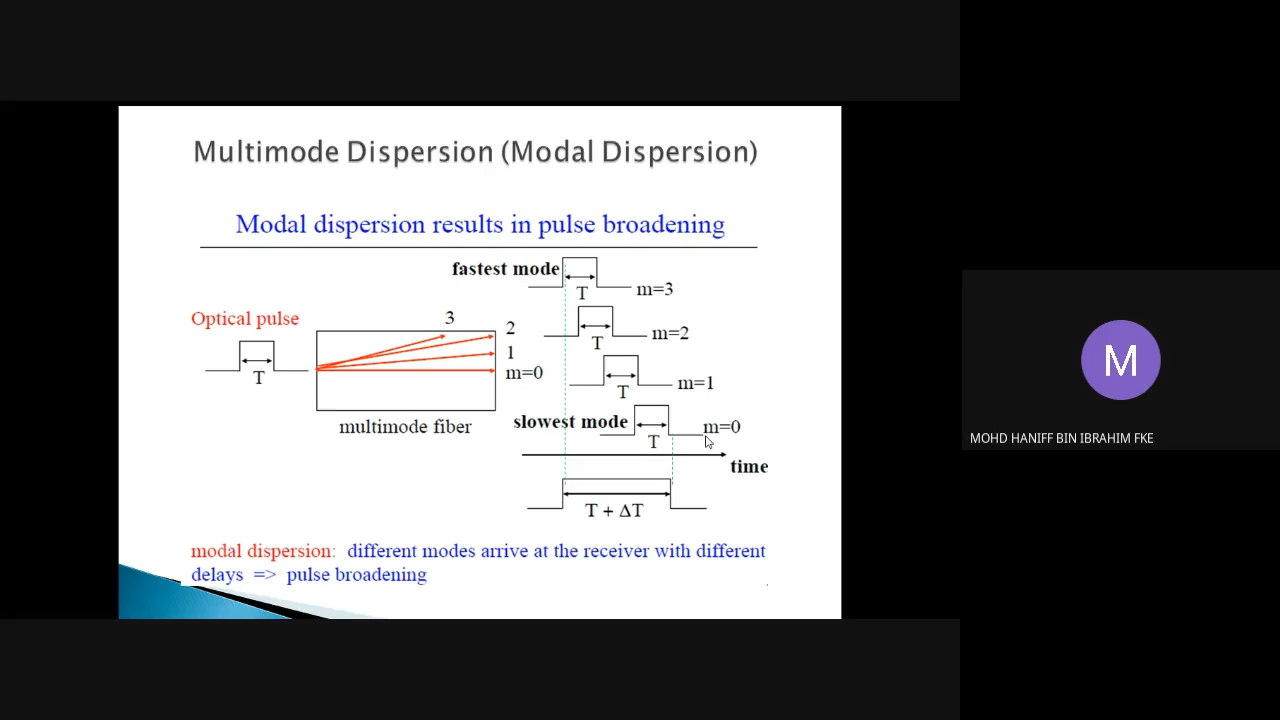 Multimode Dispersion (Modal Dispersion)
Modal dispersion results in pulse broadening
fastest mode
T
m=3
Optical pulse
T
3
2
1
m=0
multimode fiber
T
m=2
T
m=1
slowest mode
T
m=0
time
T + ΔT
modal dispersion: different modes arrive at the receiver with different
delays => pulse broadening
M
MOHD HANIFF BIN IBRAHIM FKE